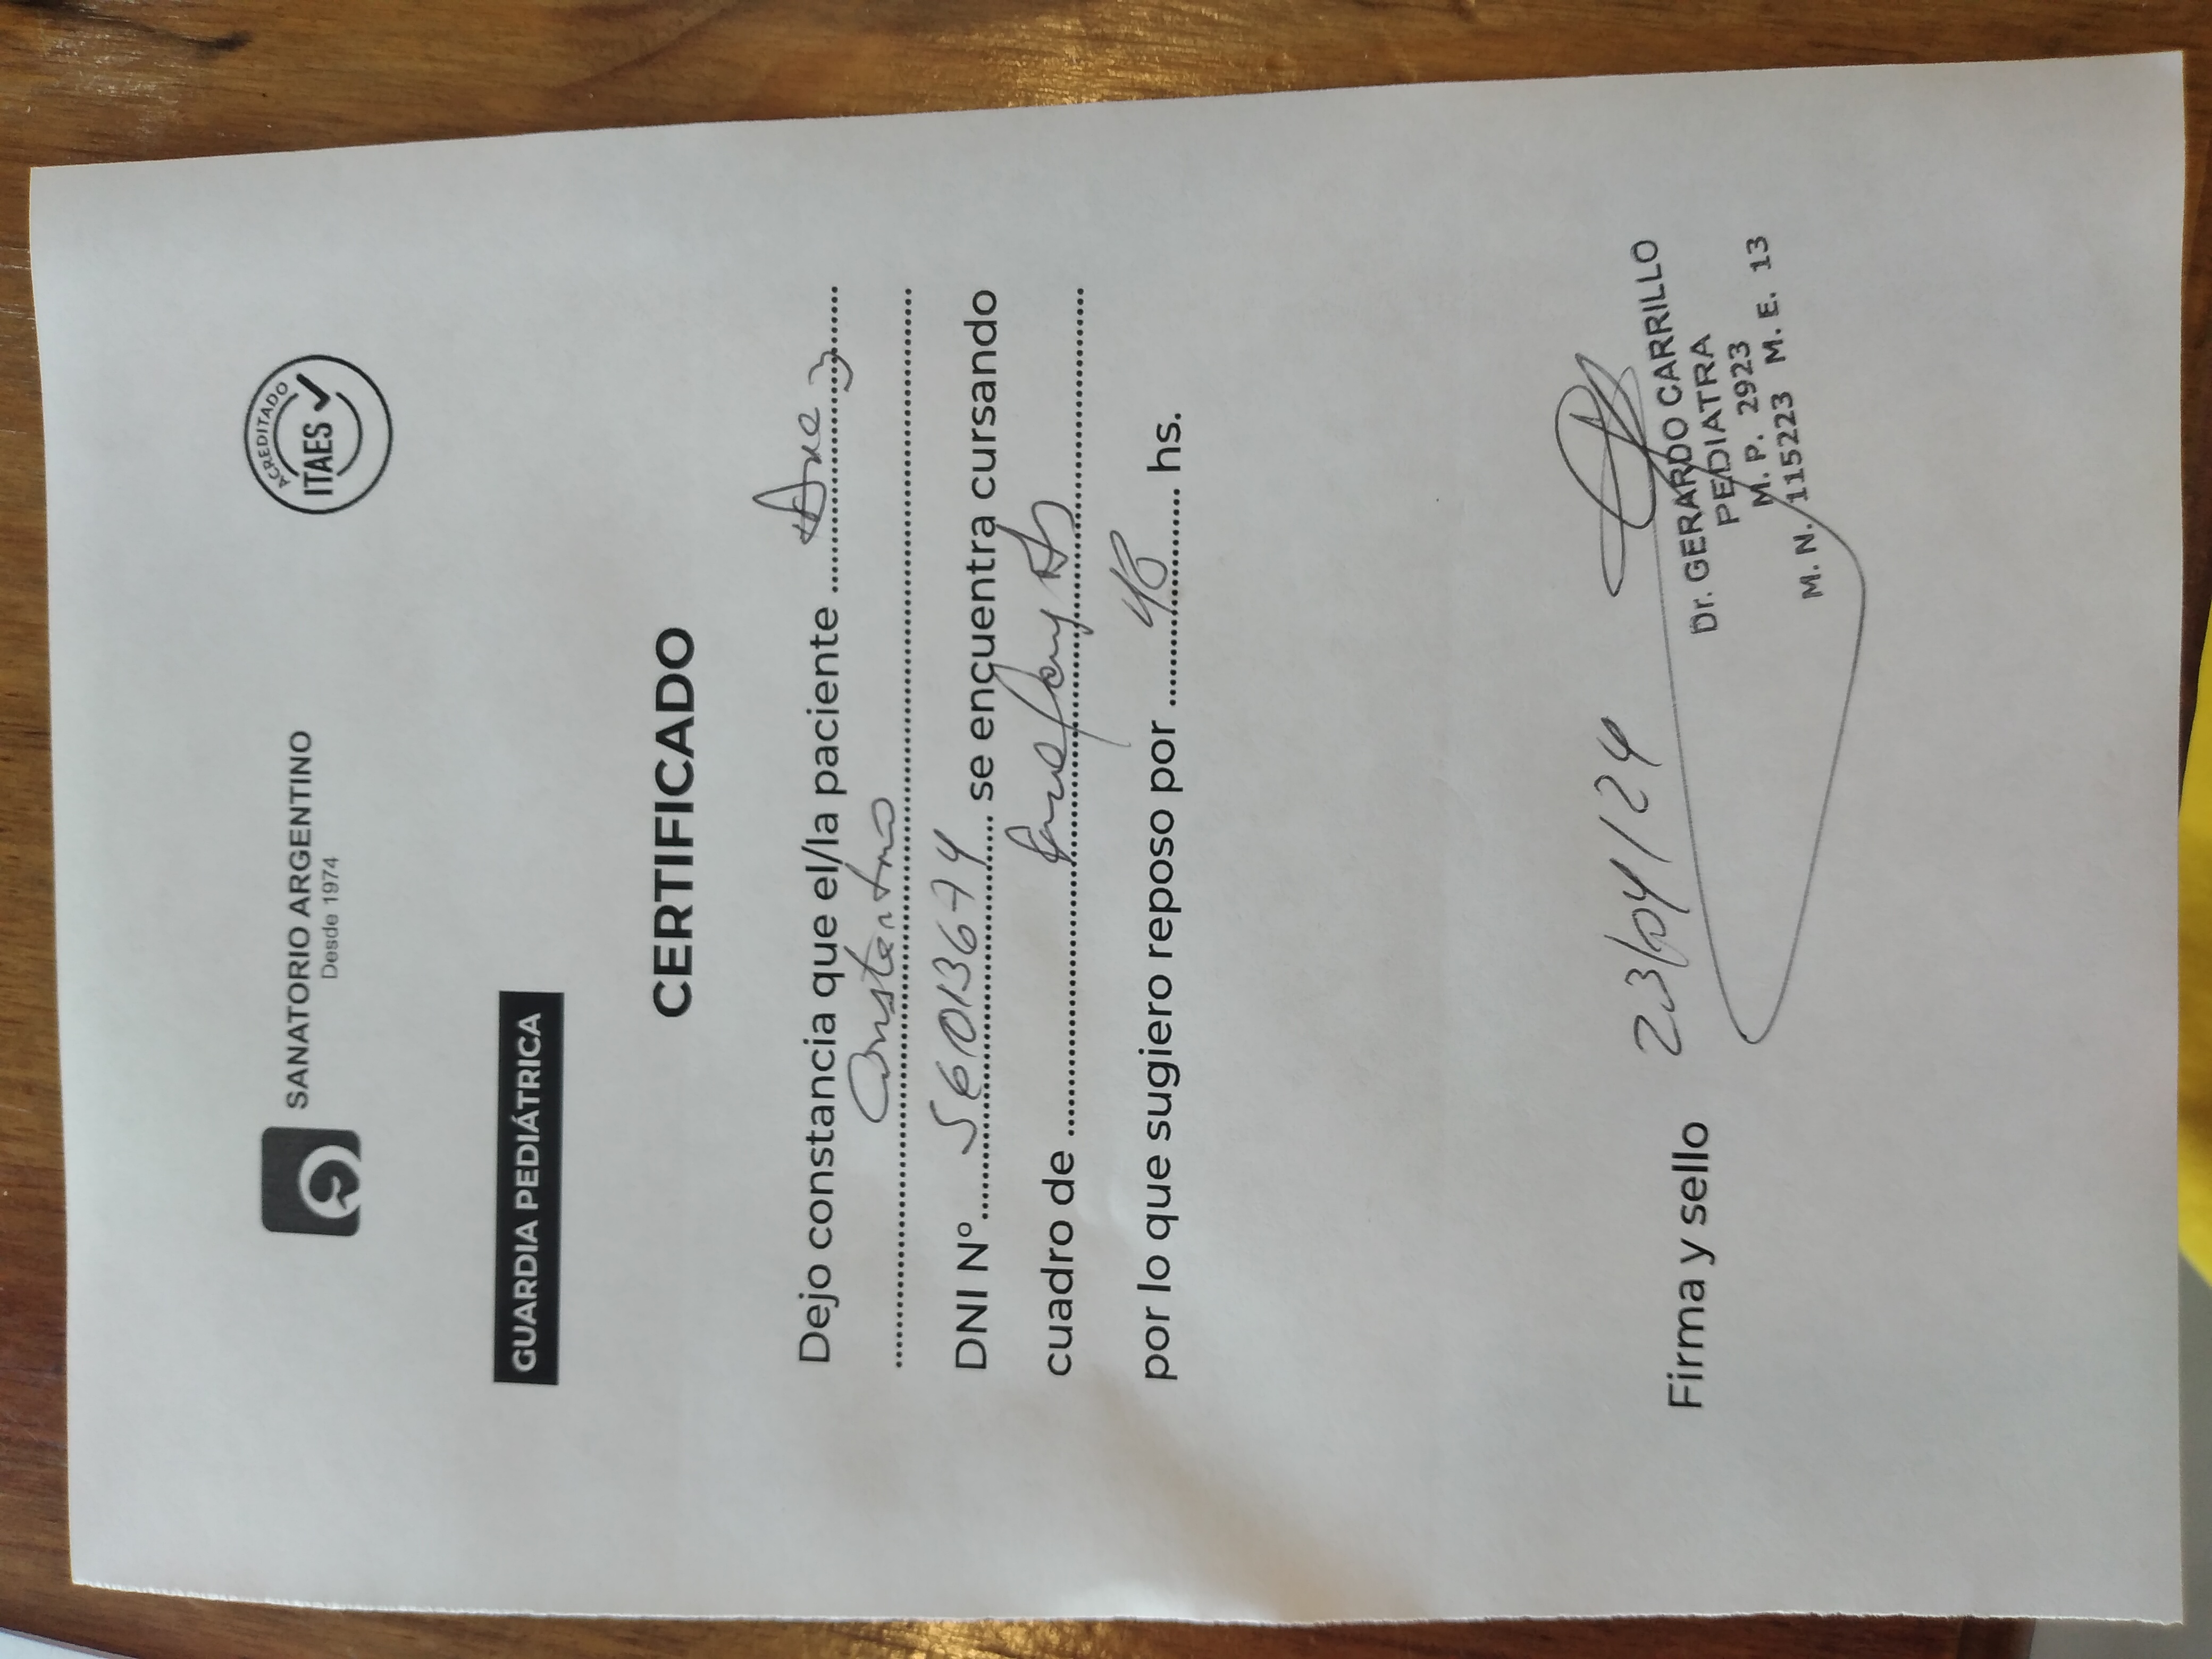 SANATORIO ARGENTINO
Desde 1974
ACREDITADO
ITAES
GUARDIA PEDIÁTRICA
CERTIFICADO
Dejo constancia que el/la paciente
Constantino
DNI N° 56013674 se encuentra cursando
cuadro de
por lo que sugiero reposo por 48 hs.
Firma y sello 23/04/24
Dr. GERARDO CARRILLO
PEDIATRA
M. P. 2923
M. N. 115223 M. E. 13